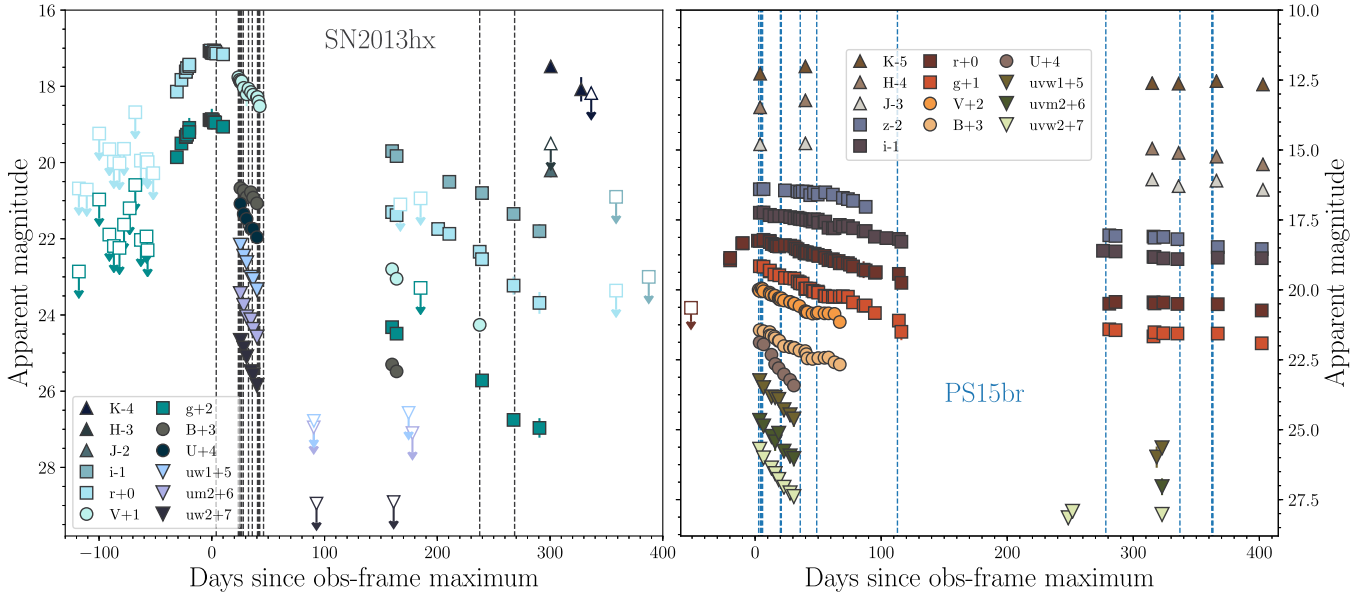 SN2013hx
Apparent magnitude
16
18
20
22
24
26
28
K-4
H-3
J-2
i-1
r+0
V+1
g+2
B+3
U+4
uw1+5
um2+6
uw2+7
−100
0
100
200
300
400
Days since obs-frame maximum
PS15br
K-5
H-4
J-3
z-2
i-1
r+0
g+1
V+2
B+3
U+4
uvw1+5
uvm2+6
uvw2+7
10.0
12.5
15.0
17.5
20.0
22.5
25.0
27.5
Apparent magnitude
0
100
200
300
400
Days since obs-frame maximum